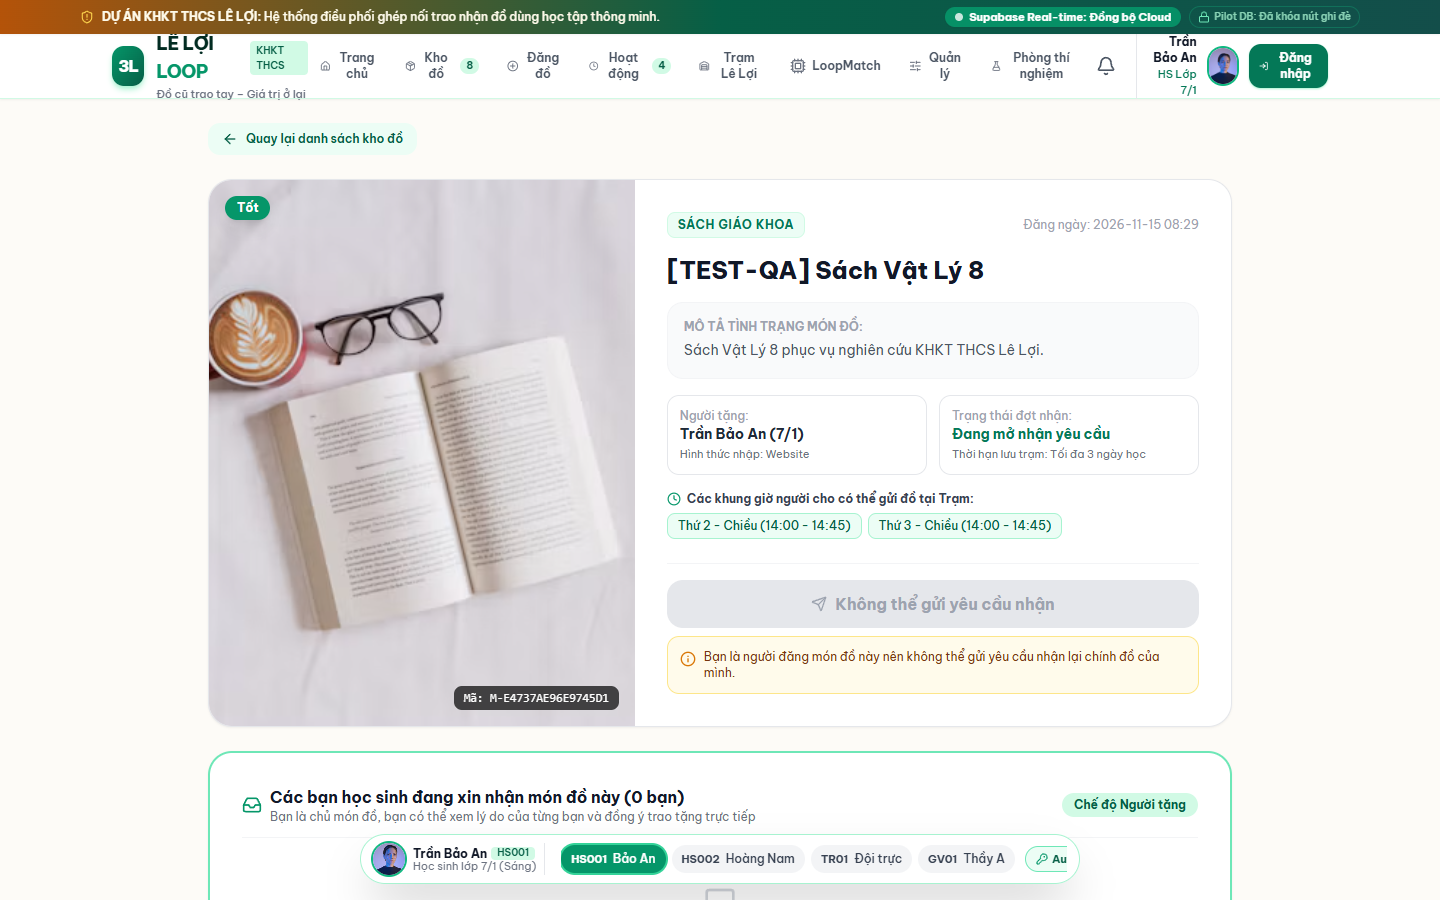 DỰ ÁN KHKT THCS LÊ LỢI: Hệ thống điều phối ghép nối trao nhận đồ dùng học tập thông minh.
Supabase Real-time: Đồng bộ Cloud
Pilot DB: Đã khóa nút ghi đè
3L
LÊ LỢI
LOOP
KHKT
THCS
Đồ cũ trao tay – Giá trị ở lại
Trang
chủ
Kho
đồ
8
Đăng
đồ
Hoạt
động
4
Trạm
Lê Lợi
LoopMatch
Quản
lý
Phòng thí
nghiệm
Trần
Bảo An
HS Lớp
7/1
Đăng
nhập
Quay lại danh sách kho đồ
Tốt
Mã: M-E4737AE96E9745D1
SÁCH GIÁO KHOA
Đăng ngày: 2026-11-15 08:29
[TEST-QA] Sách Vật Lý 8
MÔ TẢ TÌNH TRẠNG MÓN ĐỒ:
Sách Vật Lý 8 phục vụ nghiên cứu KHKT THCS Lê Lợi.
Người tặng:
Trần Bảo An (7/1)
Hình thức nhập: Website
Trạng thái đợt nhận:
Đang mở nhận yêu cầu
Thời hạn lưu trạm: Tối đa 3 ngày học
Các khung giờ người cho có thể gửi đồ tại Trạm:
Thứ 2 - Chiều (14:00 - 14:45)
Thứ 3 - Chiều (14:00 - 14:45)
Không thể gửi yêu cầu nhận
Bạn là người đăng món đồ này nên không thể gửi yêu cầu nhận lại chính đồ của
mình.
Các bạn học sinh đang xin nhận món đồ này (0 bạn)
Bạn là chủ món đồ, bạn có thể xem lý do của từng bạn và đồng ý trao tặng trực tiếp
Chế độ Người tặng
Trần Bảo An HS001
Học sinh lớp 7/1 (Sáng)
HS001 Bảo An
HS002 Hoàng Nam
TR01 Đội trực
GV01 Thầy A
Au